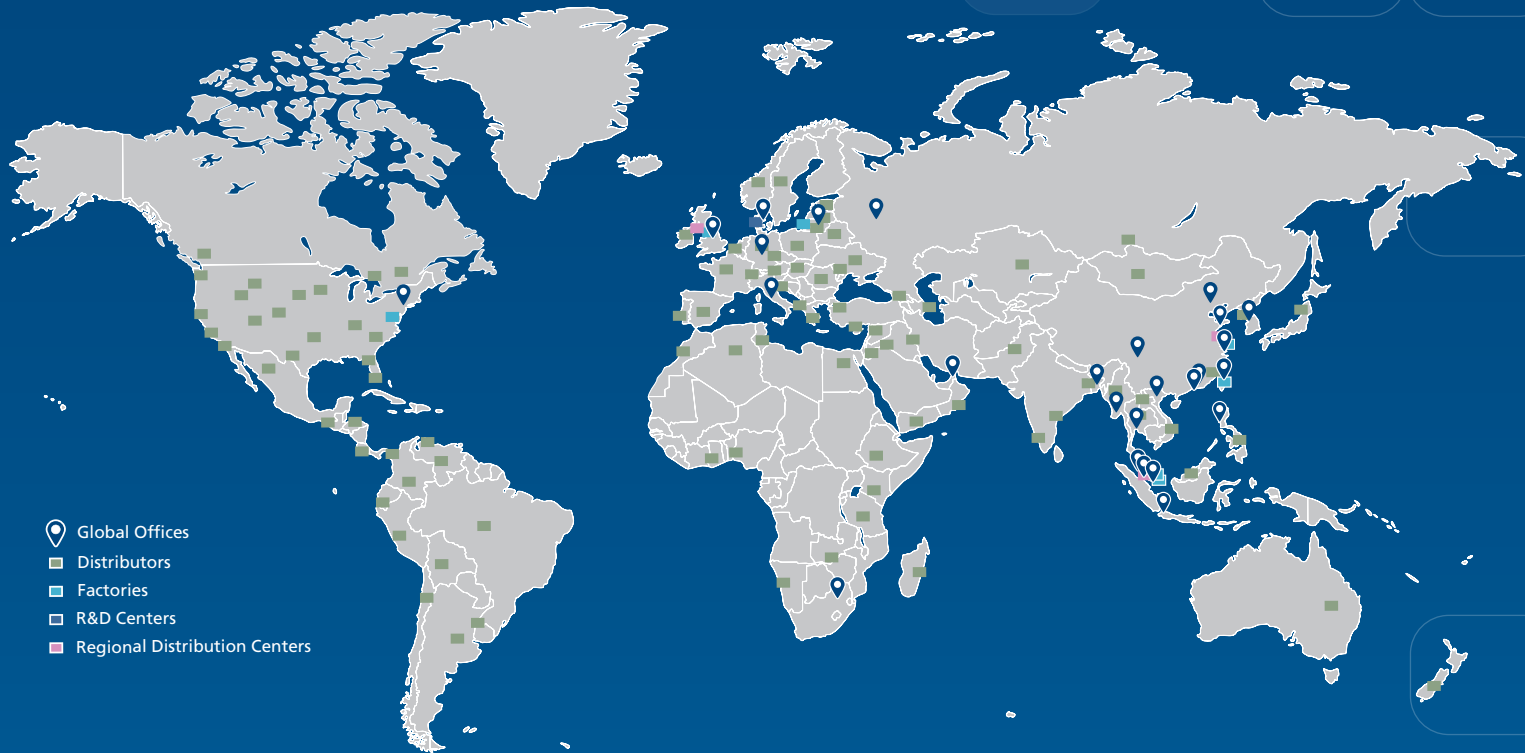 Global Offices
Distributors
Factories
R&D Centers
Regional Distribution Centers